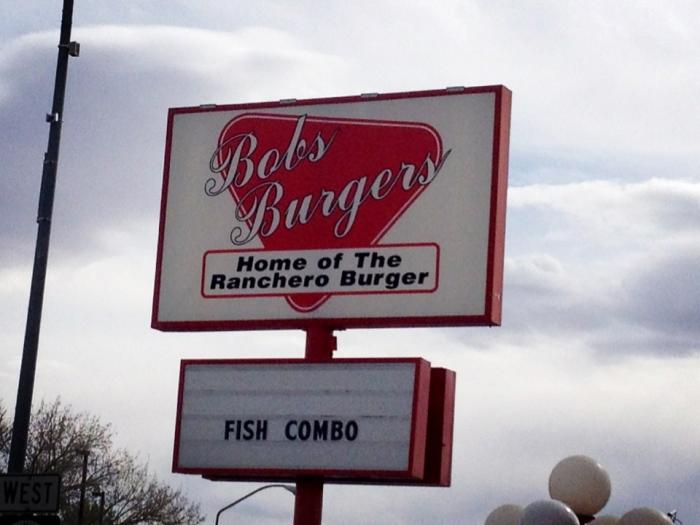 Bobs
Burgers
Home of The
Ranchero Burger
FISH COMBO
WEST